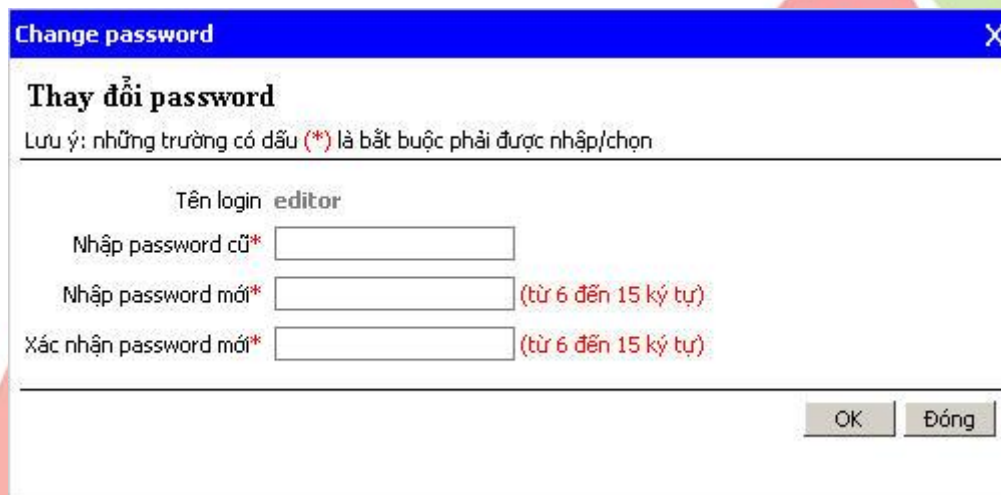 Change password X
Thay đổi password
Lưu ý: những trường có dấu (*) là bắt buộc phải được nhập/chọn
Tên login editor
Nhập password cũ*
Nhập password mới* (từ 6 đến 15 ký tự)
Xác nhận password mới* (từ 6 đến 15 ký tự)
OK Đóng